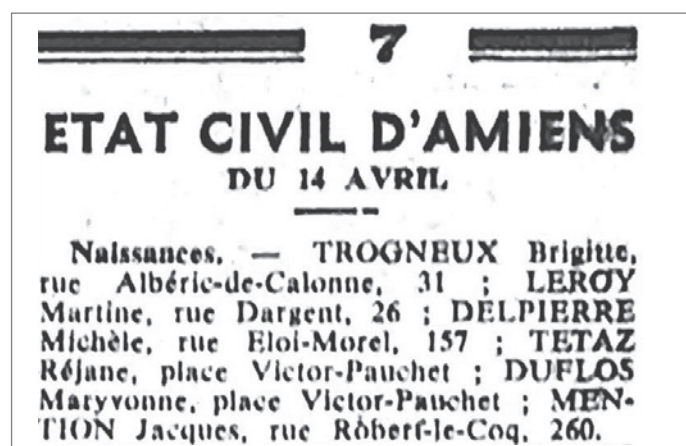 7
ETAT CIVIL D'AMIENS
DU 14 AVRIL
Naissances. — TROGNEUX Brigitte,
rue Albéric-de-Calonne, 31 ; LEROY
Martine, rue Dargent, 26 ; DELPIERRE
Michèle, rue Eloi-Morel, 157 ; TETAZ
Réjane, place Victor-Pauchet ; DUFLOS
Maryvonne, place Victor-Pauchet ; MEN-
TION Jacques, rue Robert-le-Coq, 260.